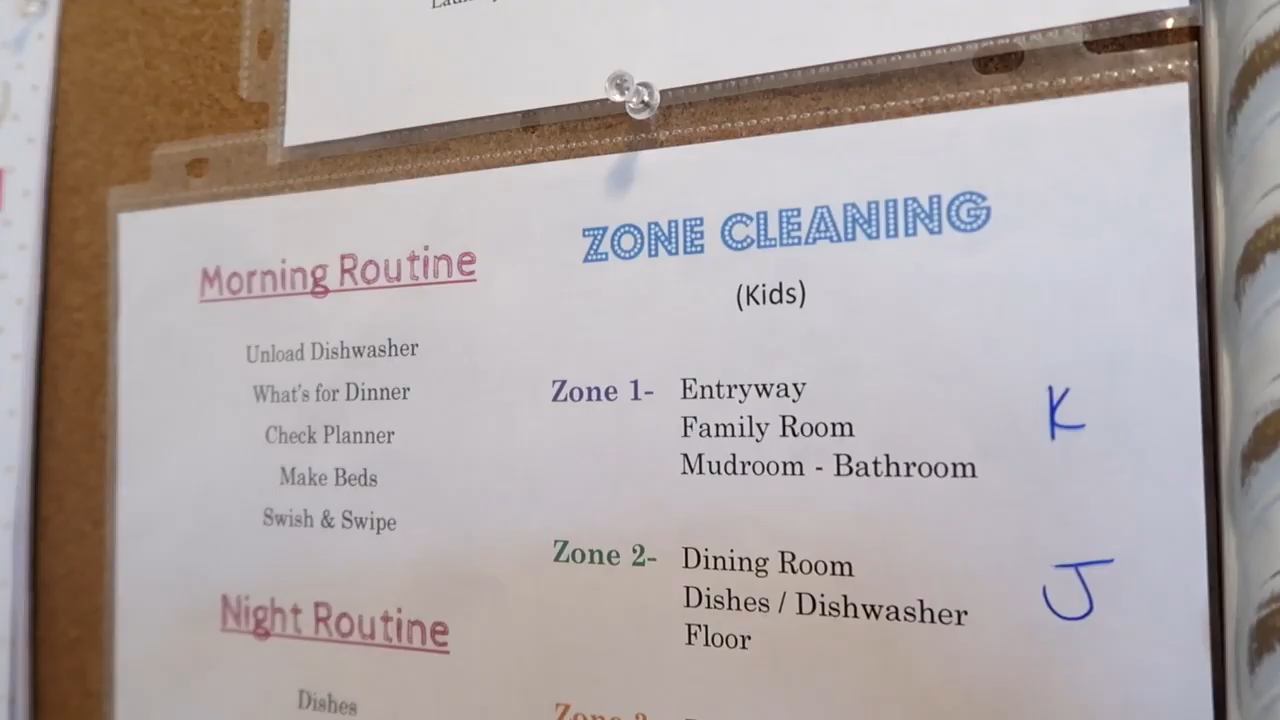 Morning Routine
Unload Dishwasher
What's for Dinner
Check Planner
Make Beds
Swish & Swipe
Night Routine
Dishes
ZONE CLEANING
(Kids)
Zone 1- Entryway
Family Room
Mudroom - Bathroom
K
Zone 2- Dining Room
Dishes / Dishwasher
Floor
J
Zone